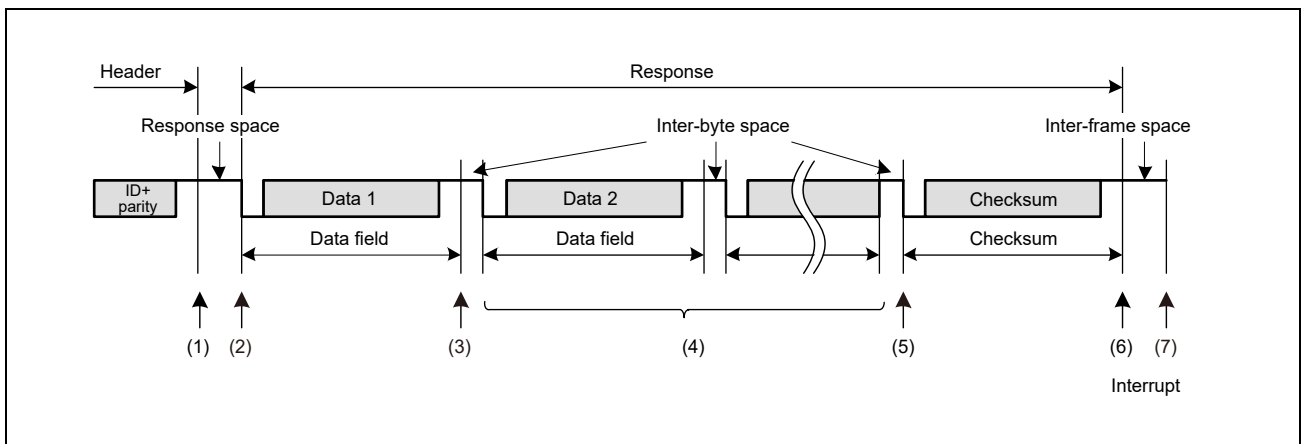 Header
Response
Response space
Inter-byte space
Inter-frame space
ID+
parity
Data 1
Data 2
Checksum
Data field
Data field
Checksum
(1)
(2)
(3)
(4)
(5)
(6)
(7)
Interrupt